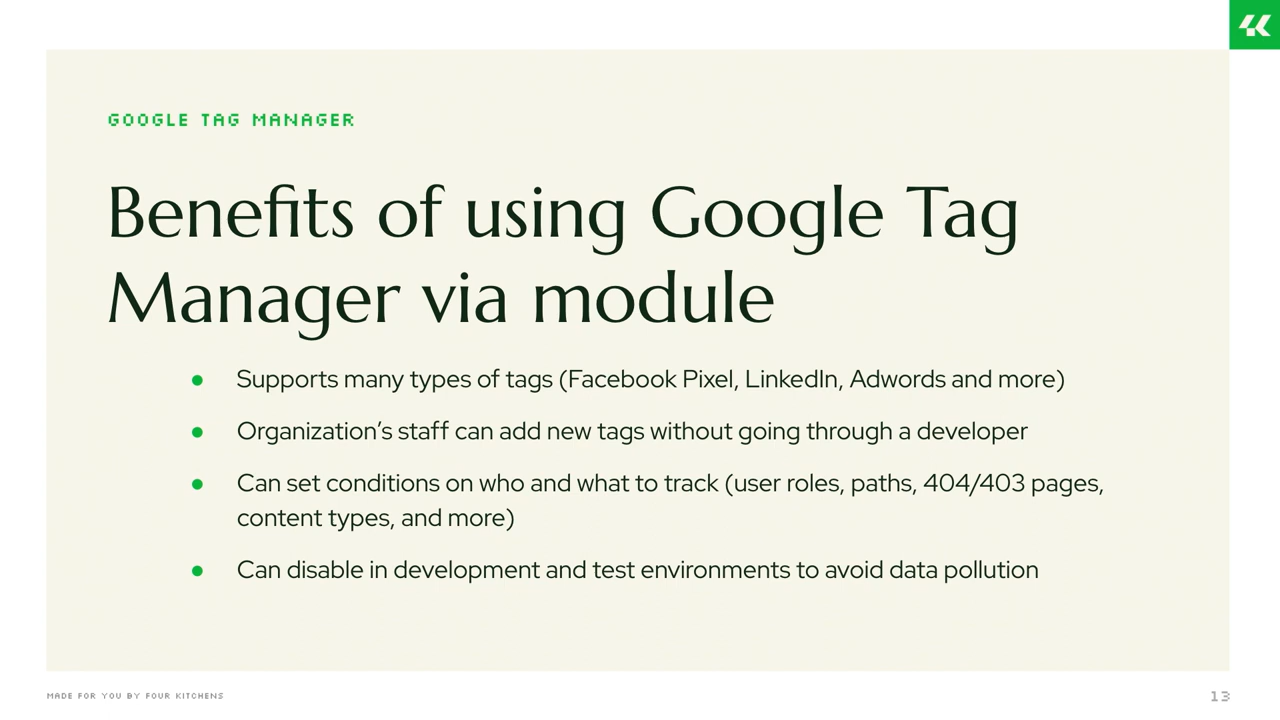 GOOGLE TAG MANAGER
Benefits of using Google Tag
Manager via module
● Supports many types of tags (Facebook Pixel, LinkedIn, Adwords and more)
● Organization’s staff can add new tags without going through a developer
● Can set conditions on who and what to track (user roles, paths, 404/403 pages,
content types, and more)
● Can disable in development and test environments to avoid data pollution
MADE FOR YOU BY FOUR KITCHENS
13